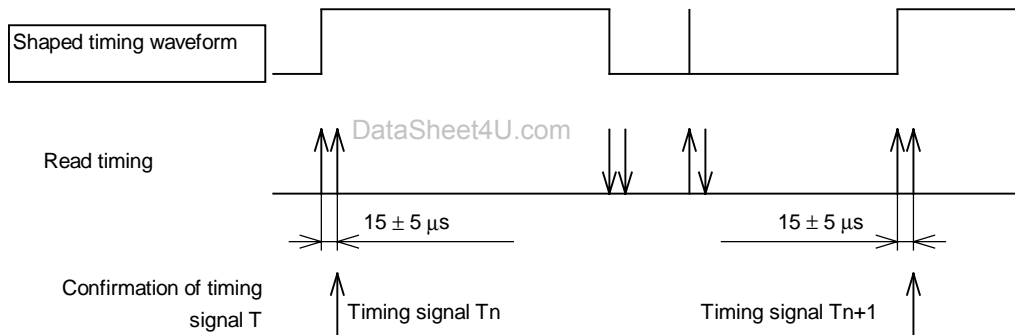 Shaped timing waveform
DataSheet4U.com
Read timing
15 ± 5 μs
15 ± 5 μs
Confirmation of timing
signal T
Timing signal Tn
Timing signal Tn+1